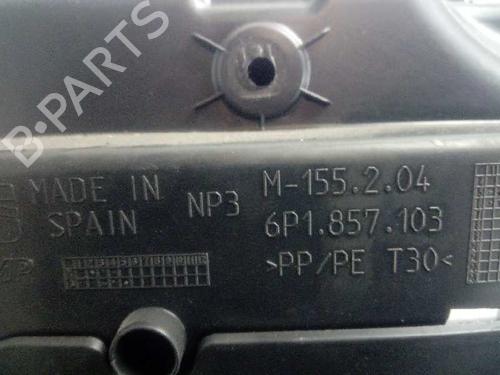 MADE IN
SPAIN
NP3
M-155.2.04
6P1.857.103
>PP/PE T30<
B-PARTS